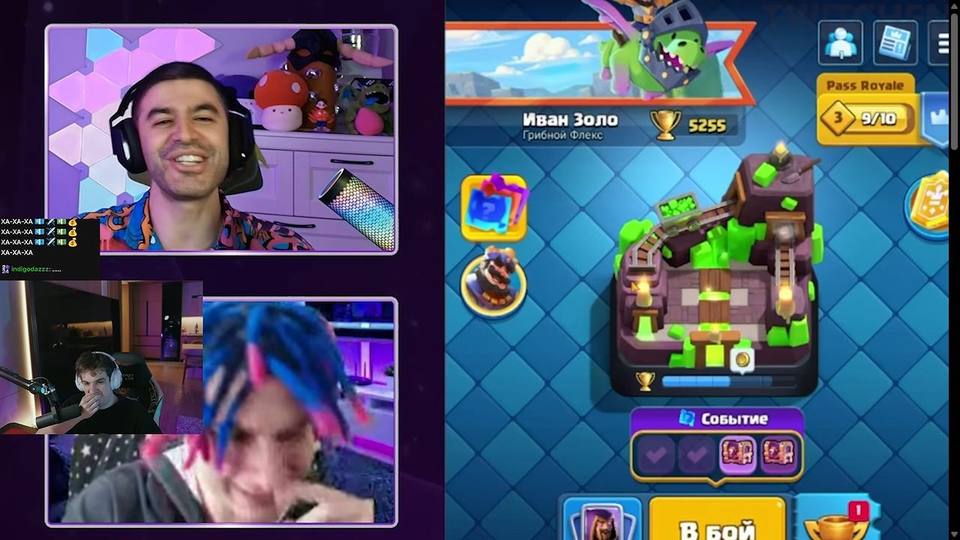 ХА-ХА-ХА
ХА-ХА-ХА
ХА-ХА-ХА
ХА-ХА-ХА
indigodazzz: .....
Иван Золо
Грибной Флекс
5255
Pass Royale
3
9/10
Событие
В бой
1